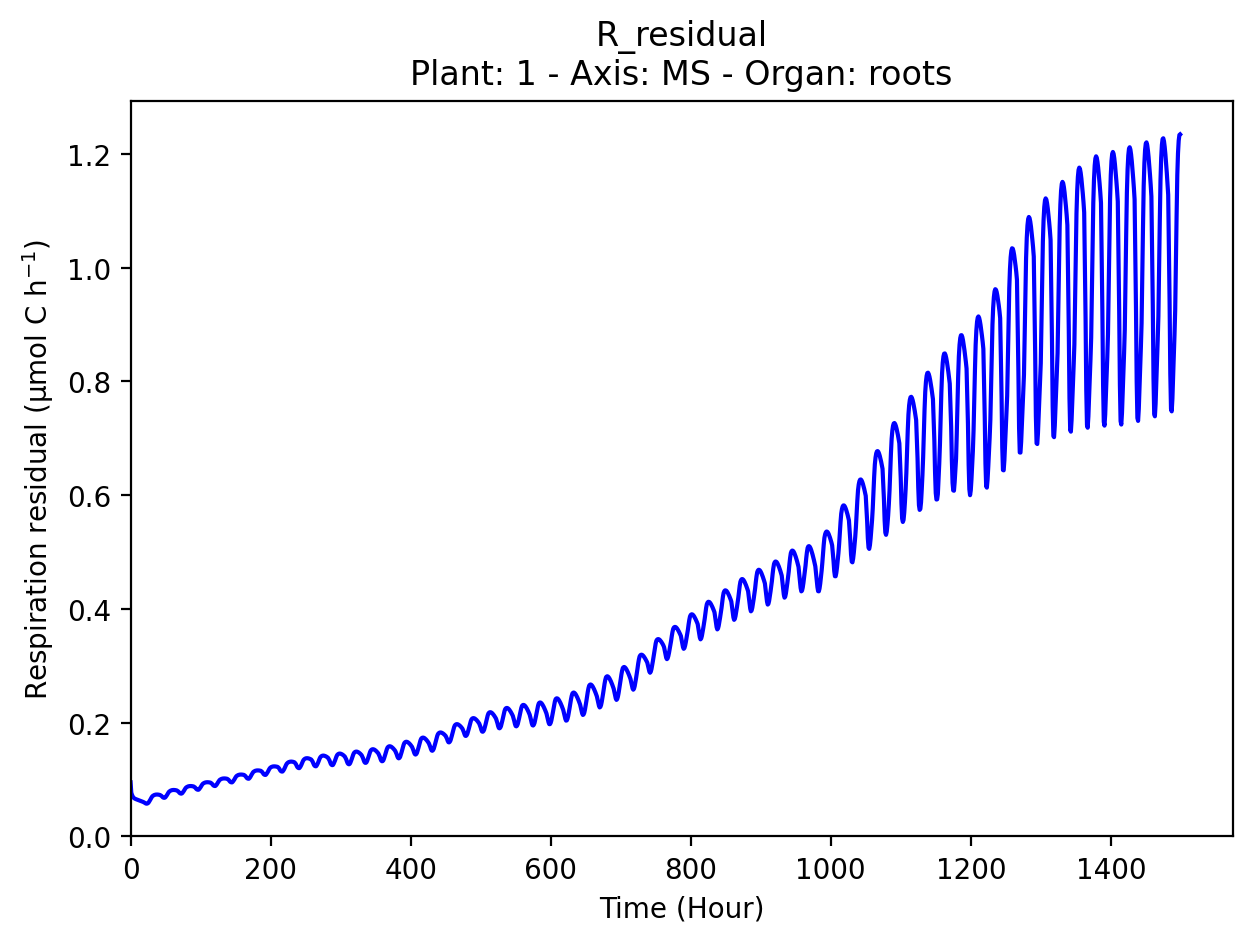 R_residual
Plant: 1 - Axis: MS - Organ: roots
Respiration residual (µmol C h⁻¹)
1.2
1.0
0.8
0.6
0.4
0.2
0.0
0 200 400 600 800 1000 1200 1400
Time (Hour)